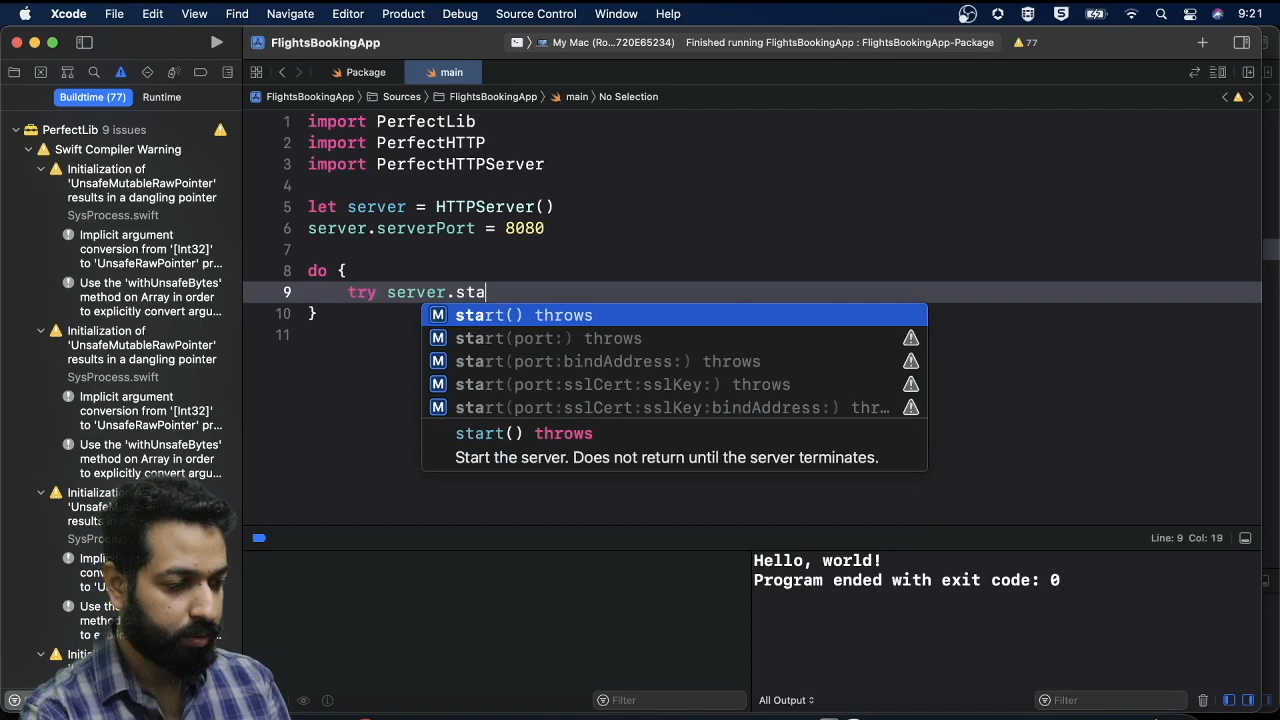 Xcode File Edit View Find Navigate Editor Product Debug Source Control Window Help 9:21
FlightsBookingApp
My Mac (Ro...720E65234) Finished running FlightsBookingApp : FlightsBookingApp-Package 77
Package main
Buildtime (77) Runtime
FlightsBookingApp Sources FlightsBookingApp main No Selection
PerfectLib 9 issues
Swift Compiler Warning
Initialization of
'UnsafeMutableRawPointer'
results in a dangling pointer
SysProcess.swift
Implicit argument
conversion from '[Int32]'
to 'UnsafeRawPointer' pr...
Use the 'withUnsafeBytes'
method on Array in order
to explicitly convert argu...
Initialization of
'UnsafeMutableRawPointer'
results in a dangling pointer
SysProcess.swift
Implicit argument
conversion from '[Int32]'
to 'UnsafeRawPointer' pr...
Use the 'withUnsafeBytes'
method on Array in order
to explicitly convert argu...
1 import PerfectLib
2 import PerfectHTTP
3 import PerfectHTTPServer
4
5 let server = HTTPServer()
6 server.serverPort = 8080
7
8 do {
9 try server.sta
10 }
11
M start() throws
M start(port:) throws
M start(port:bindAddress:) throws
M start(port:sslCert:sslKey:) throws
M start(port:sslCert:sslKey:bindAddress:) thr...
start() throws
Start the server. Does not return until the server terminates.
Line: 9 Col: 19
Hello, world!
Program ended with exit code: 0
Filter
All Output
Filter